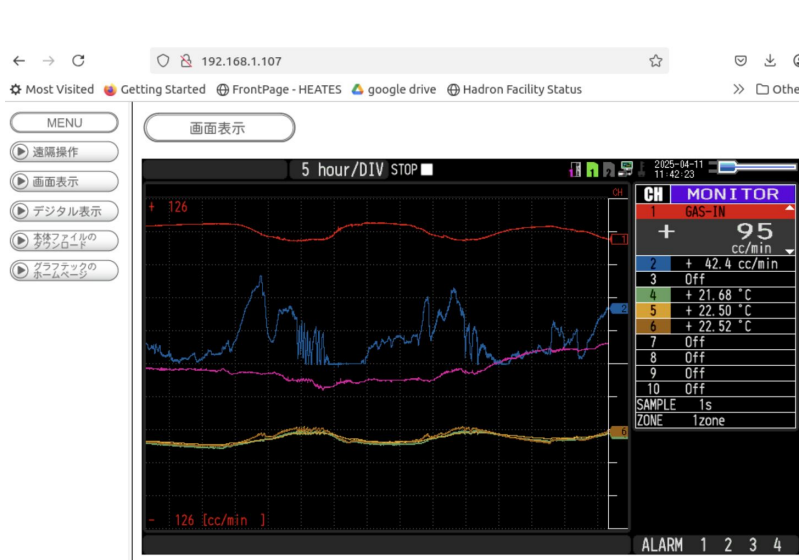 192.168.1.107
Most Visited Getting Started FrontPage - HEATES google drive Hadron Facility Status Othe
MENU
画面表示
遠隔操作
画面表示
デジタル表示
本体ファイルの
ダウンロード
グラフテックの
ホームページ
5 hour/DIV STOP
2025-04-11
11:42:23
CH
+ 126
1
2
6
- 126 [cc/min ]
CH MONITOR
1 GAS-IN
+ 95
cc/min
2 + 42.4 cc/min
3 Off
4 + 21.68 °C
5 + 22.50 °C
6 + 22.52 °C
7 Off
8 Off
9 Off
10 Off
SAMPLE 1s
ZONE 1zone
ALARM 1 2 3 4